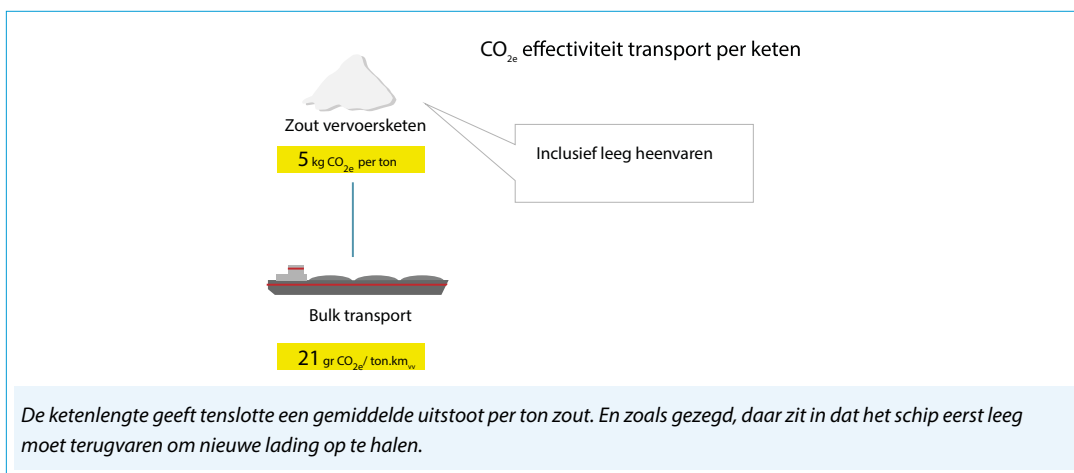 CO2e effectiviteit transport per keten
Zout vervoersketen
5 kg CO2e per ton
Inclusief leeg heenvaren
Bulk transport
21 gr CO2e/ ton.kmvv
De ketenlengte geeft tenslotte een gemiddelde uitstoot per ton zout. En zoals gezegd, daar zit in dat het schip eerst leeg
moet terugvaren om nieuwe lading op te halen.